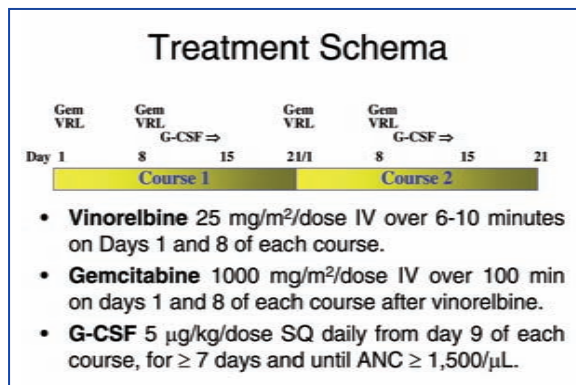 Treatment Schema
Gem Gem Gem Gem
VRL VRL VRL VRL
G-CSF⇒ G-CSF⇒
Day 1 8 15 21/1 8 15 21
Course 1 Course 2
• Vinorelbine 25 mg/m²/dose IV over 6-10 minutes
on Days 1 and 8 of each course.
• Gemcitabine 1000 mg/m²/dose IV over 100 min
on days 1 and 8 of each course after vinorelbine.
• G-CSF 5 μg/kg/dose SQ daily from day 9 of each
course, for ≥ 7 days and until ANC ≥ 1,500/μL.